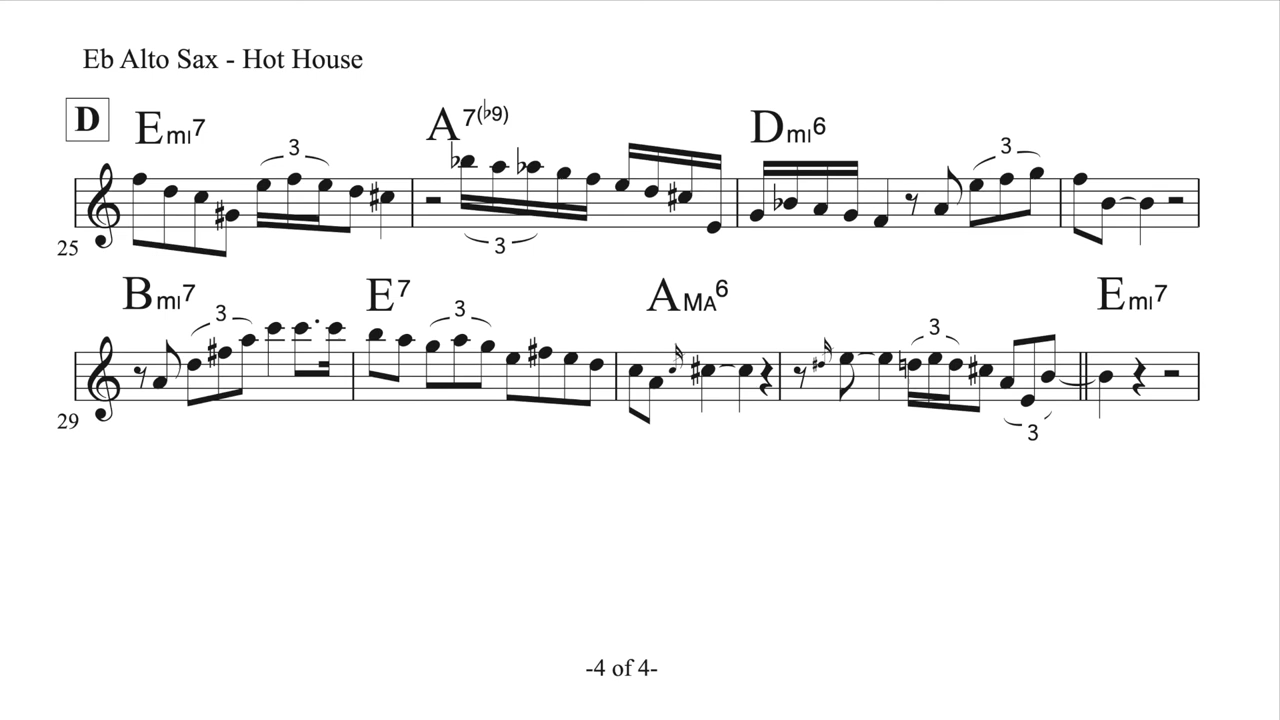 Eb Alto Sax - Hot House
D Emi7 A7(♭9) Dmi6
3 3
25 3
Bmi7 E7 AMA6 Emi7
3 3 3
29 3
-4 of 4-